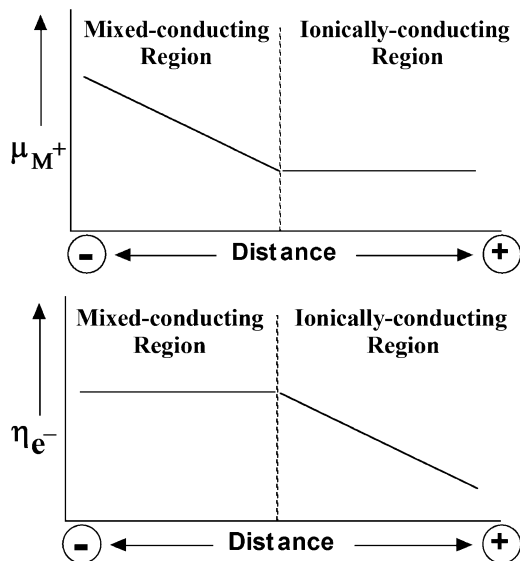 Mixed-conducting Ionically-conducting
Region Region
μM+
- Distance +
Mixed-conducting Ionically-conducting
Region Region
ηe−
- Distance +